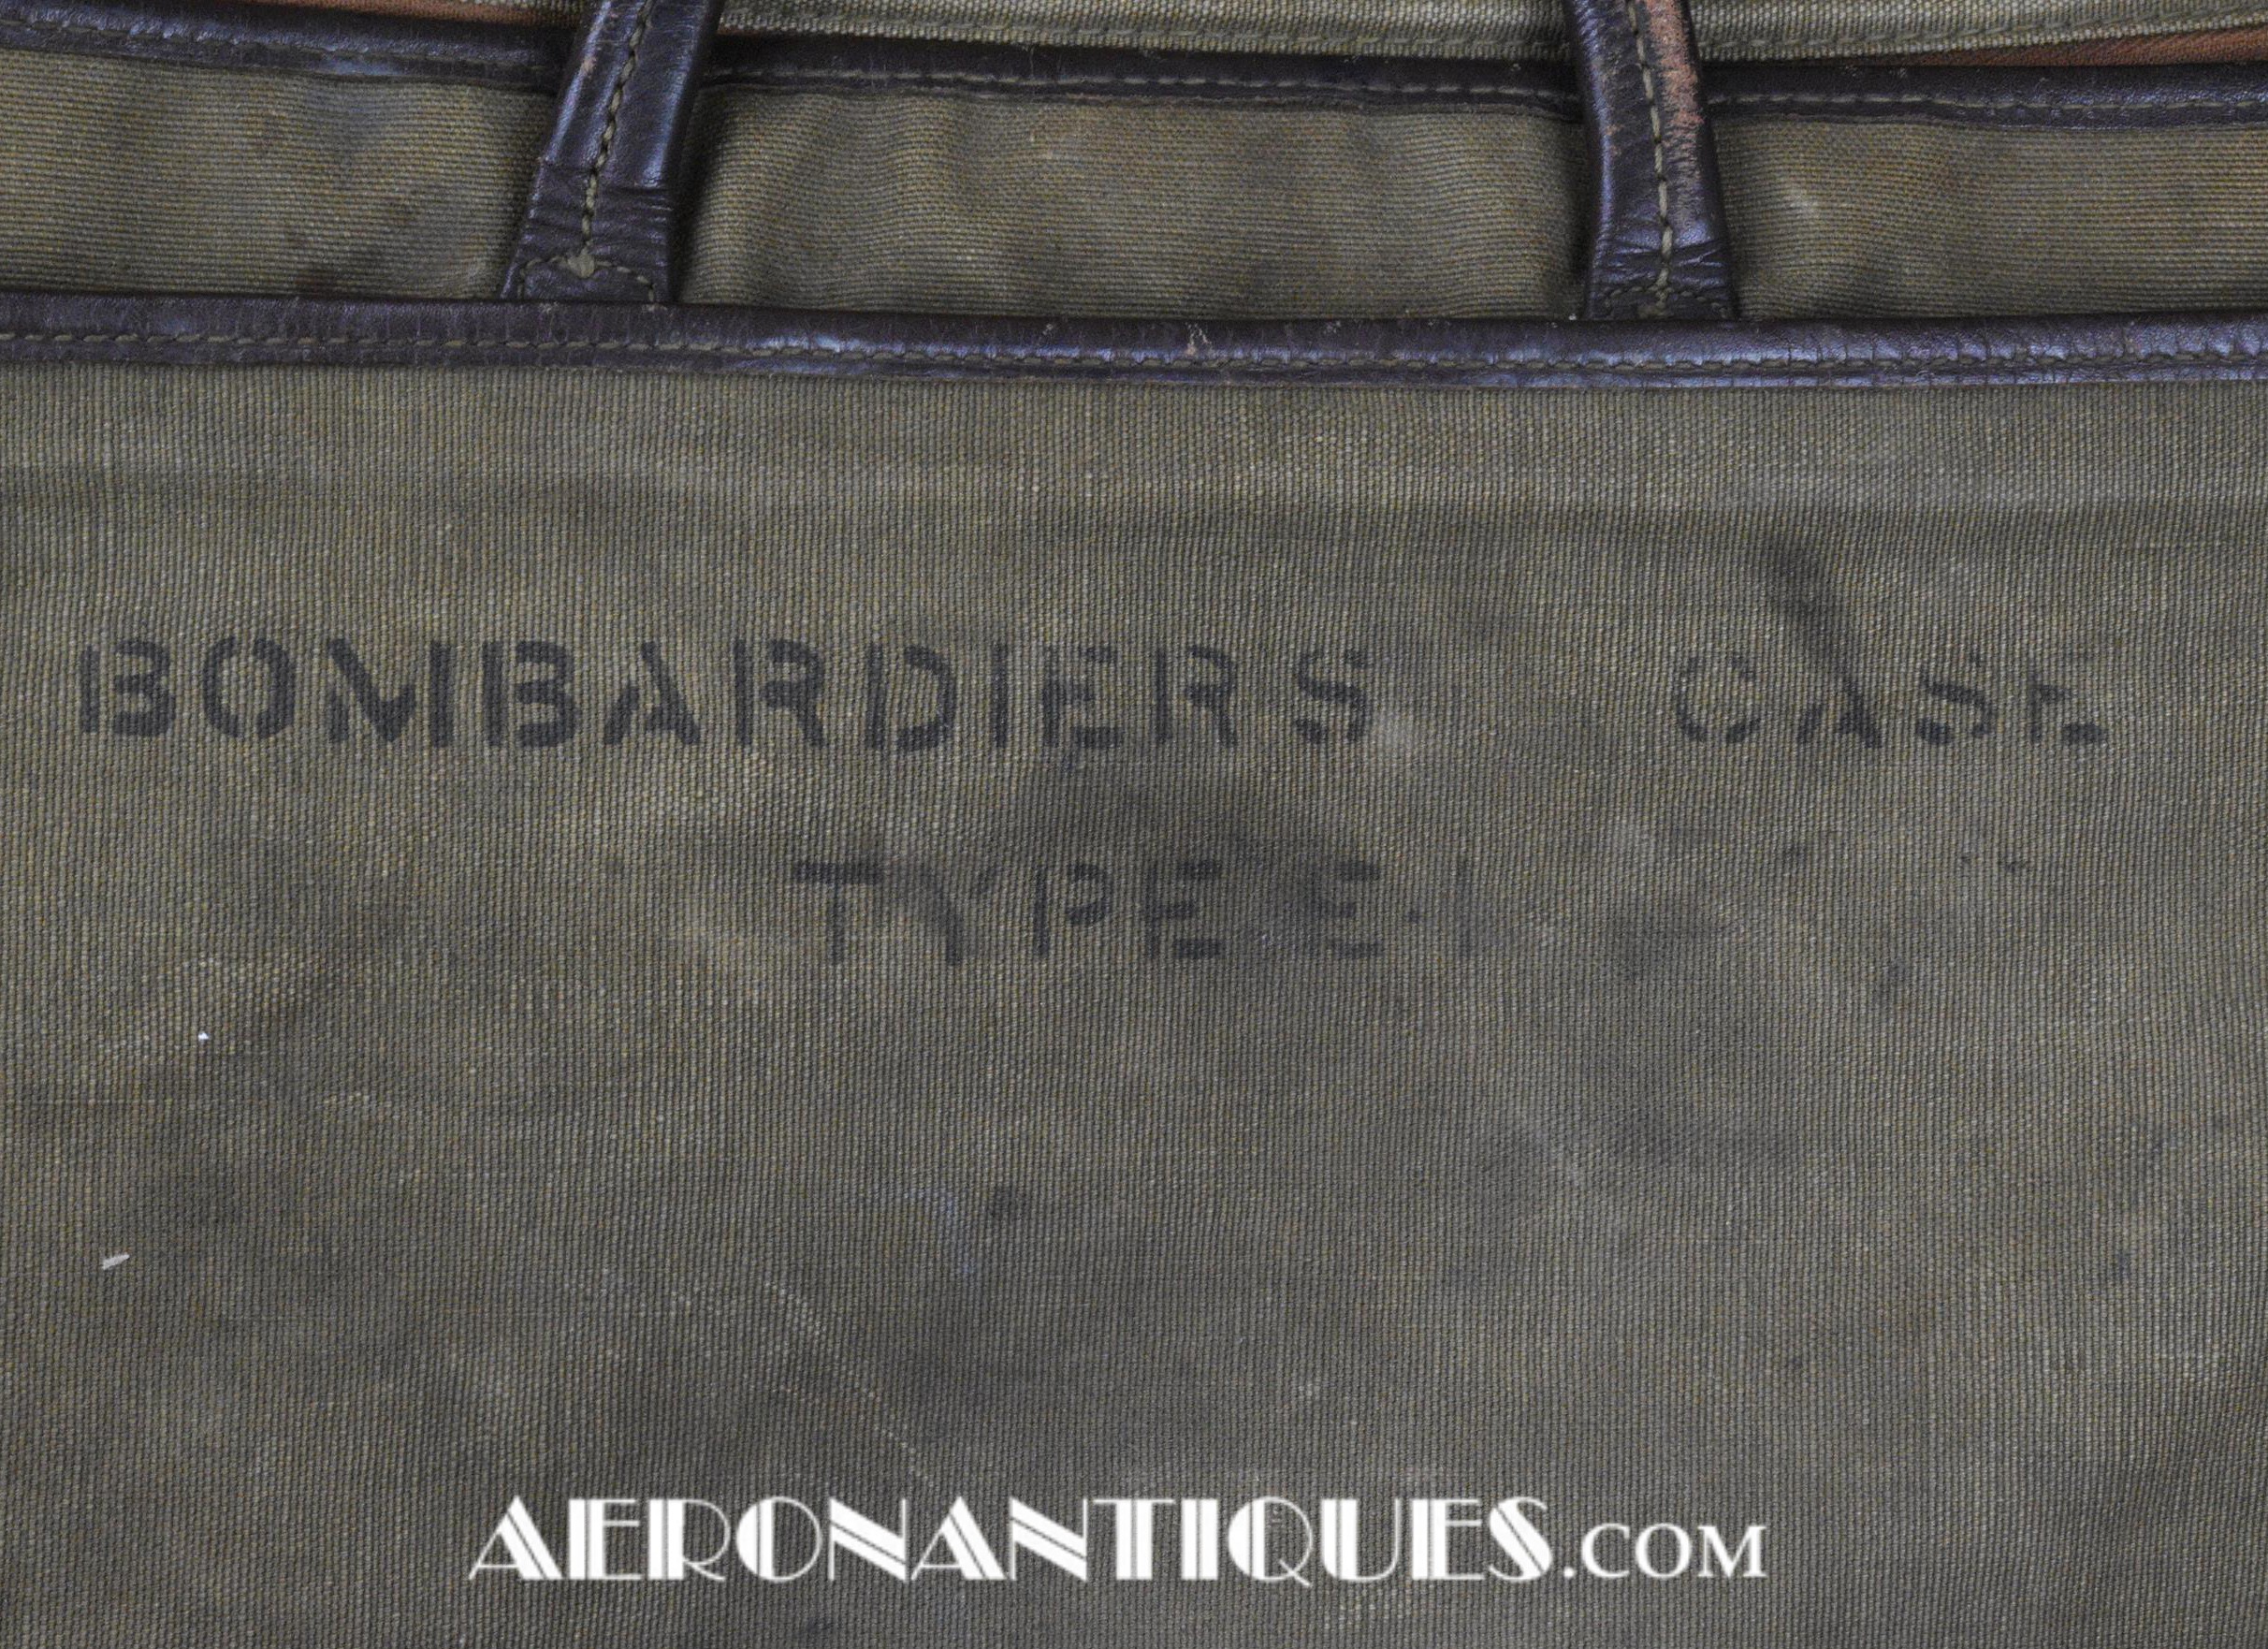 BOMBARDIERS CASE
TYPE E-1
AERONANTIQUES.COM